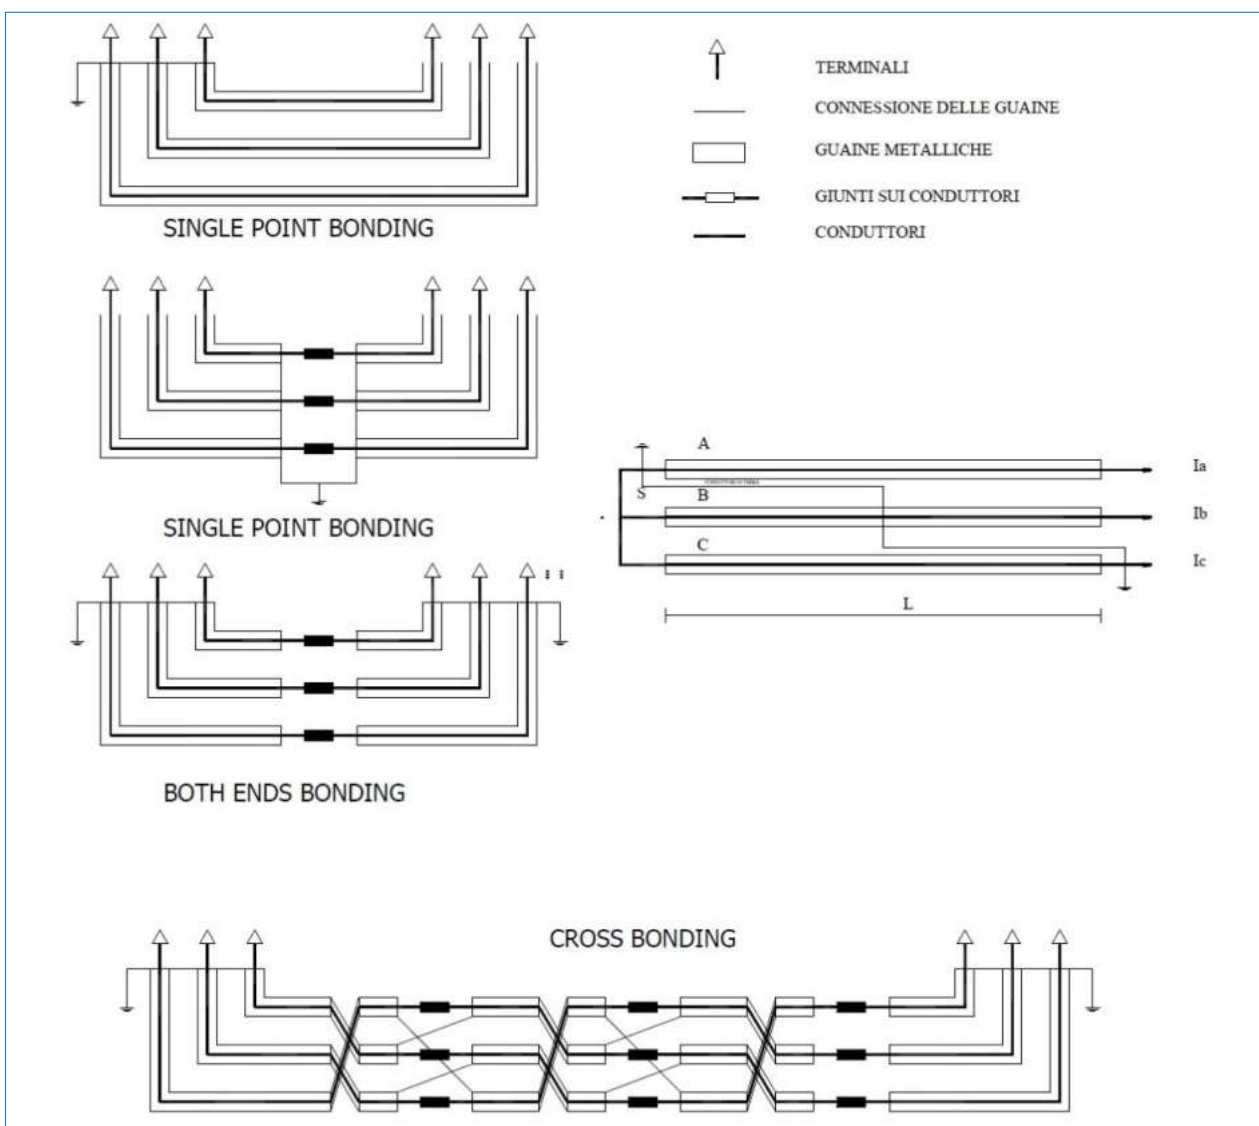 TERMINALI
CONNESSIONE DELLE GUAINE
GUAINE METALLICHE
GIUNTI SUI CONDUTTORI
CONDUTTORI
SINGLE POINT BONDING
SINGLE POINT BONDING
A
Ia
S
B
Ib
C
Ic
L
BOTH ENDS BONDING
CROSS BONDING